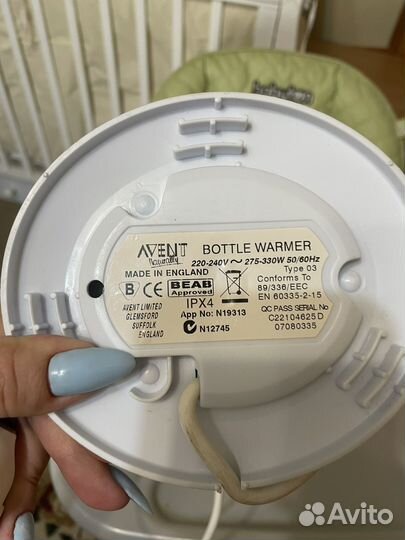 babyton
AVENT
Naturally
BOTTLE WARMER
220-240V ~ 275-330W 50/60Hz
Type 03
MADE IN ENGLAND
Conforms To
89/336/EEC
EN 60335-2-15
B
BEAB
Approved
IPX4
AVENT LIMITED
GLEMSFORD
SUFFOLK
ENGLAND
App No: N19313
N12745
QC PASS Serial No
C22104625 D
07080335
Avito